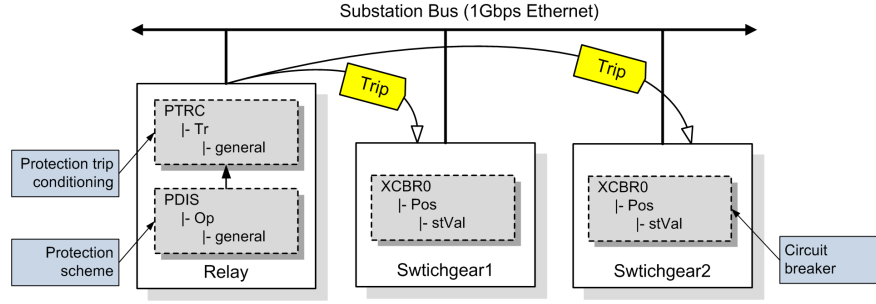 Substation Bus (1Gbps Ethernet)
Trip
Trip
PTRC
|- Tr
|- general
Protection trip
conditioning
PDIS
|- Op
|- general
Protection
scheme
Relay
XCBR0
|- Pos
|- stVal
Swtichgear1
XCBR0
|- Pos
|- stVal
Swtichgear2
Circuit
breaker